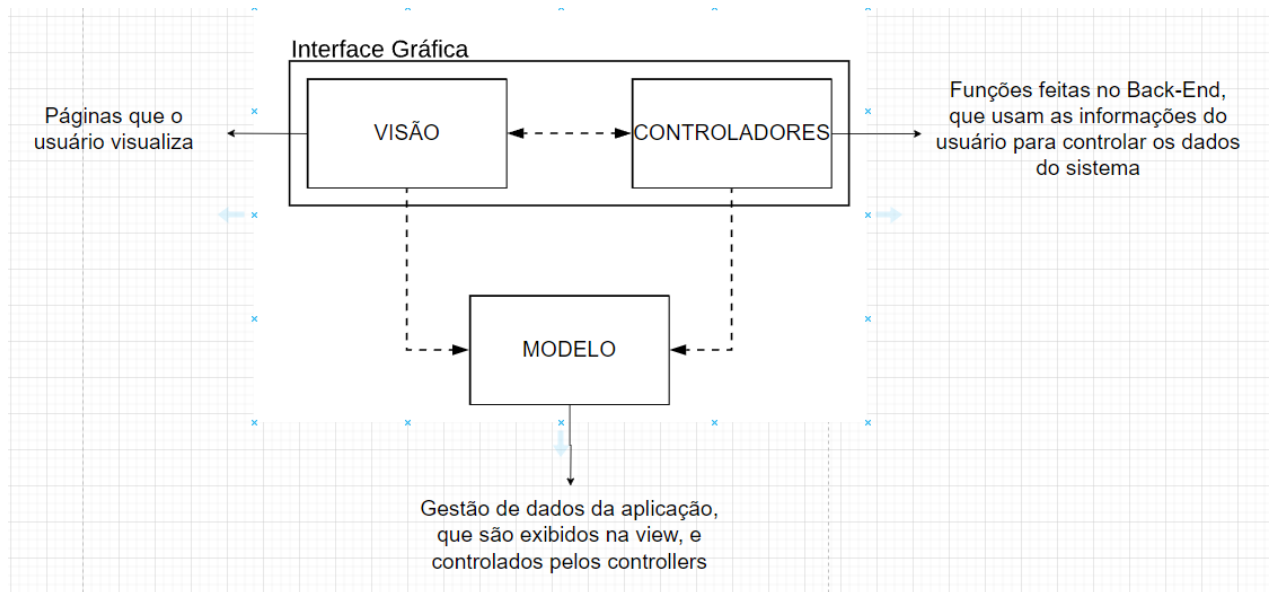 Interface Gráfica
Páginas que o
usuário visualiza
VISÃO
CONTROLADORES
Funções feitas no Back-End,
que usam as informações do
usuário para controlar os dados
do sistema
MODELO
Gestão de dados da aplicação,
que são exibidos na view, e
controlados pelos controllers